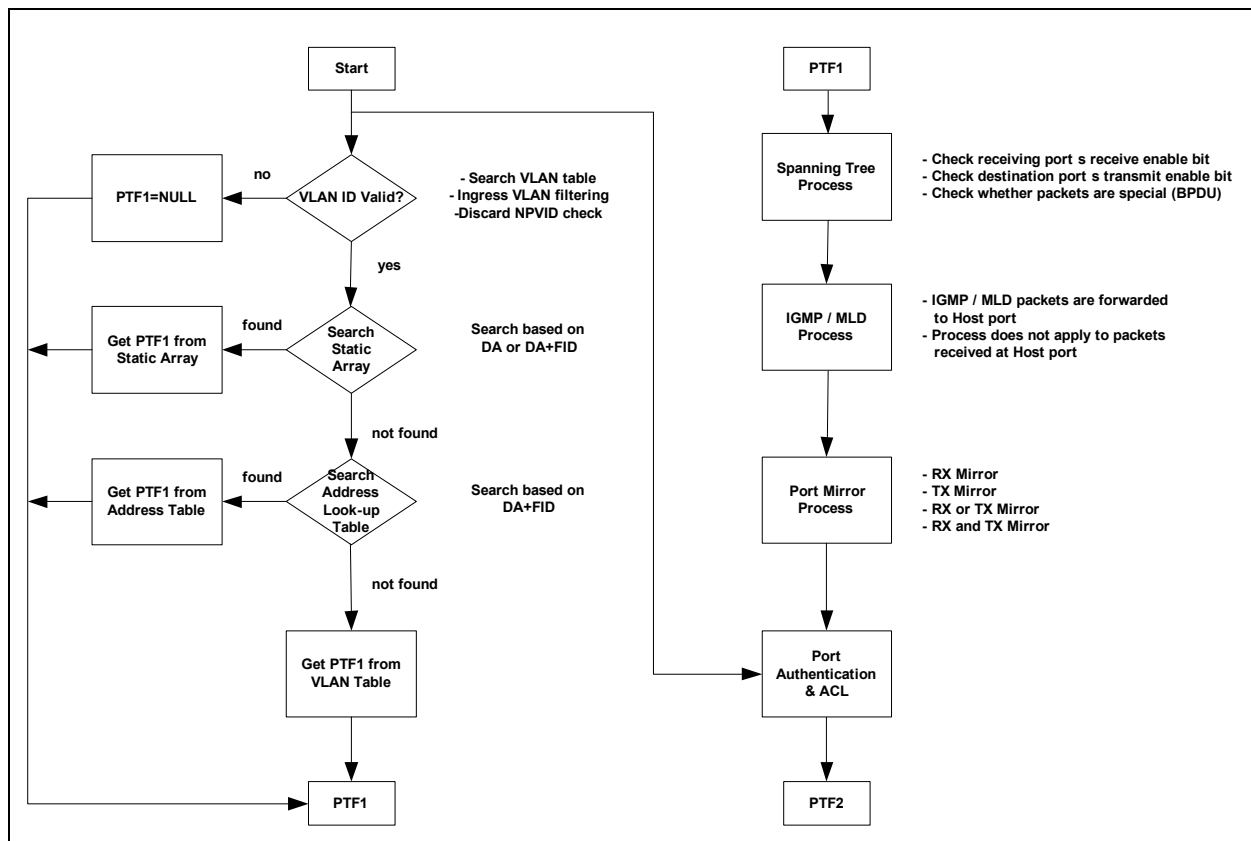 Start
VLAN ID Valid?
no
PTF1=NULL
- Search VLAN table
- Ingress VLAN filtering
-Discard NPVID check
yes
Search
Static
Array
found
Get PTF1 from
Static Array
Search based on
DA or DA+FID
not found
Search
Address
Look-up
Table
found
Get PTF1 from
Address Table
Search based on
DA+FID
not found
Get PTF1 from
VLAN Table
PTF1
PTF1
Spanning Tree
Process
- Check receiving port s receive enable bit
- Check destination port s transmit enable bit
- Check whether packets are special (BPDU)
IGMP / MLD
Process
- IGMP / MLD packets are forwarded
to Host port
- Process does not apply to packets
received at Host port
Port Mirror
Process
- RX Mirror
- TX Mirror
- RX or TX Mirror
- RX and TX Mirror
Port
Authentication
& ACL
PTF2